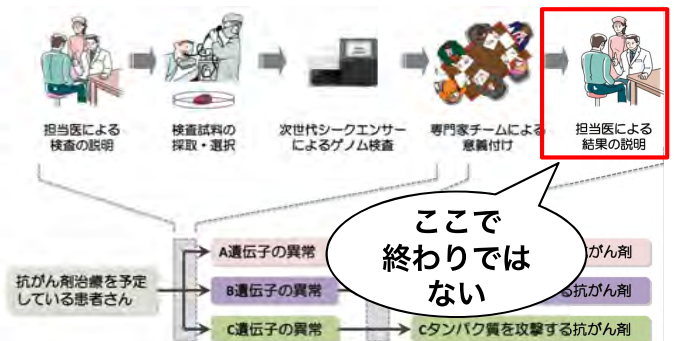 担当医による
検査の説明
検査試料の
採取・選択
次世代シークエンサー
によるゲノム検査
専門家チームによる
意義付け
担当医による
結果の説明
ここで
終わりでは
ない
抗がん剤治療を予定
している患者さん
A遺伝子の異常
がん剤
B遺伝子の異常
る抗がん剤
C遺伝子の異常
Cタンパク質を攻撃する抗がん剤